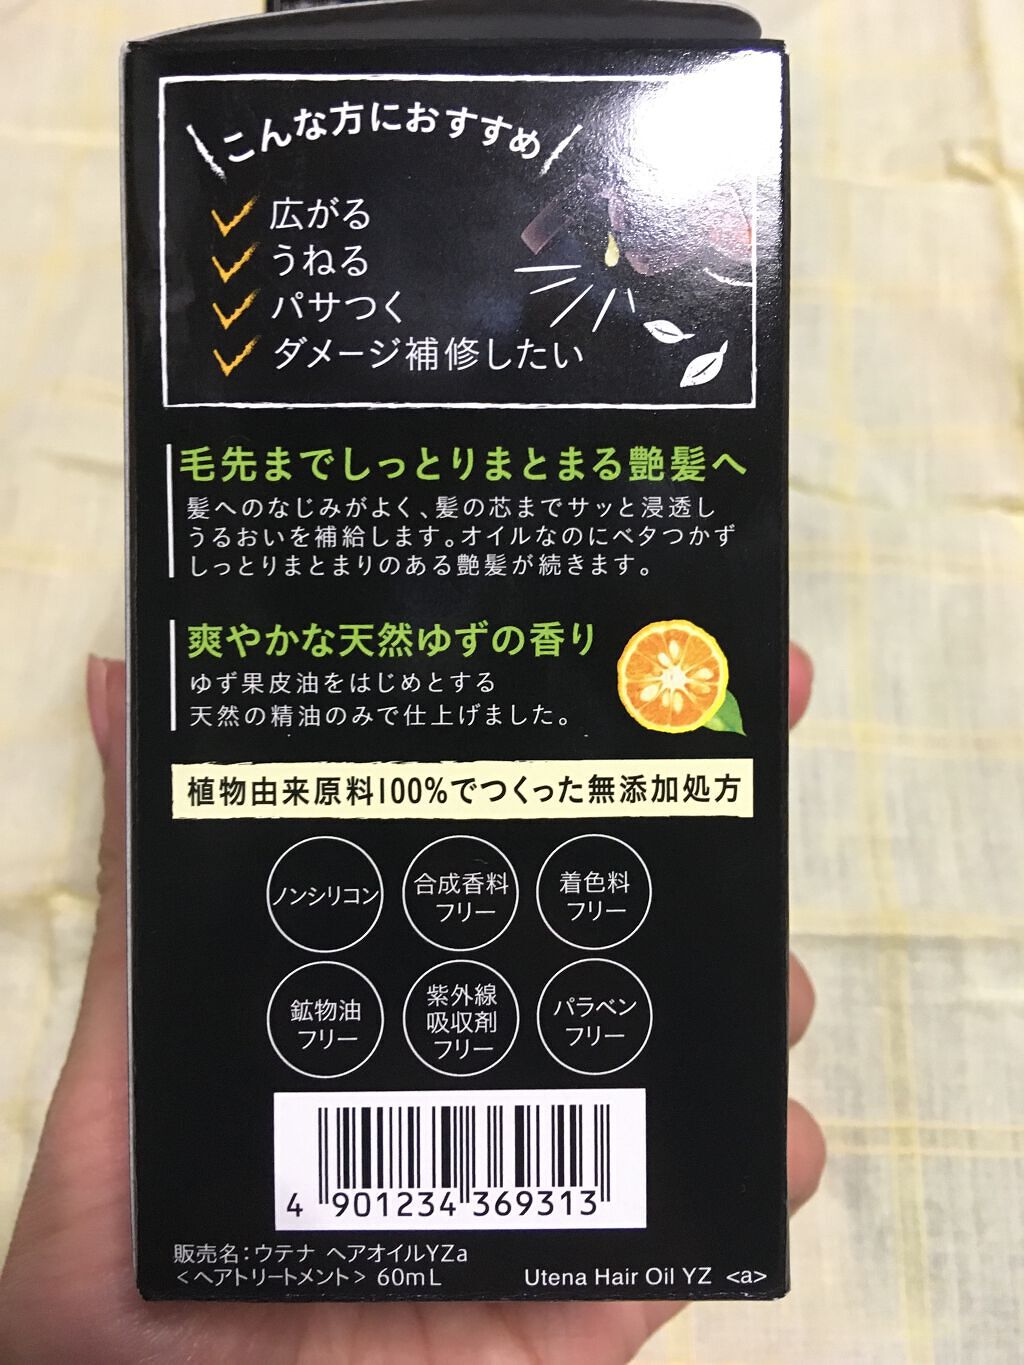 こんな方におすすめ
広がる
うねる
パサつく
ダメージ補修したい
毛先までしっとりまとまる艶髪へ
髪へのなじみがよく、髪の芯までサッと浸透し
うるおいを補給します。オイルなのにベタつかず
しっとりまとまりのある艶髪が続きます。
爽やかな天然ゆずの香り
ゆず果皮油をはじめとする
天然の精油のみで仕上げました。
植物由来原料100%でつくった無添加処方
ノンシリコン
合成香料
フリー
着色料
フリー
鉱物油
フリー
紫外線
吸収剤
フリー
パラベン
フリー
4 901234 369313
販売名:ウテナ ヘアオイルYZa
<ヘアトリートメント> 60mL
Utena Hair Oil YZ <a>